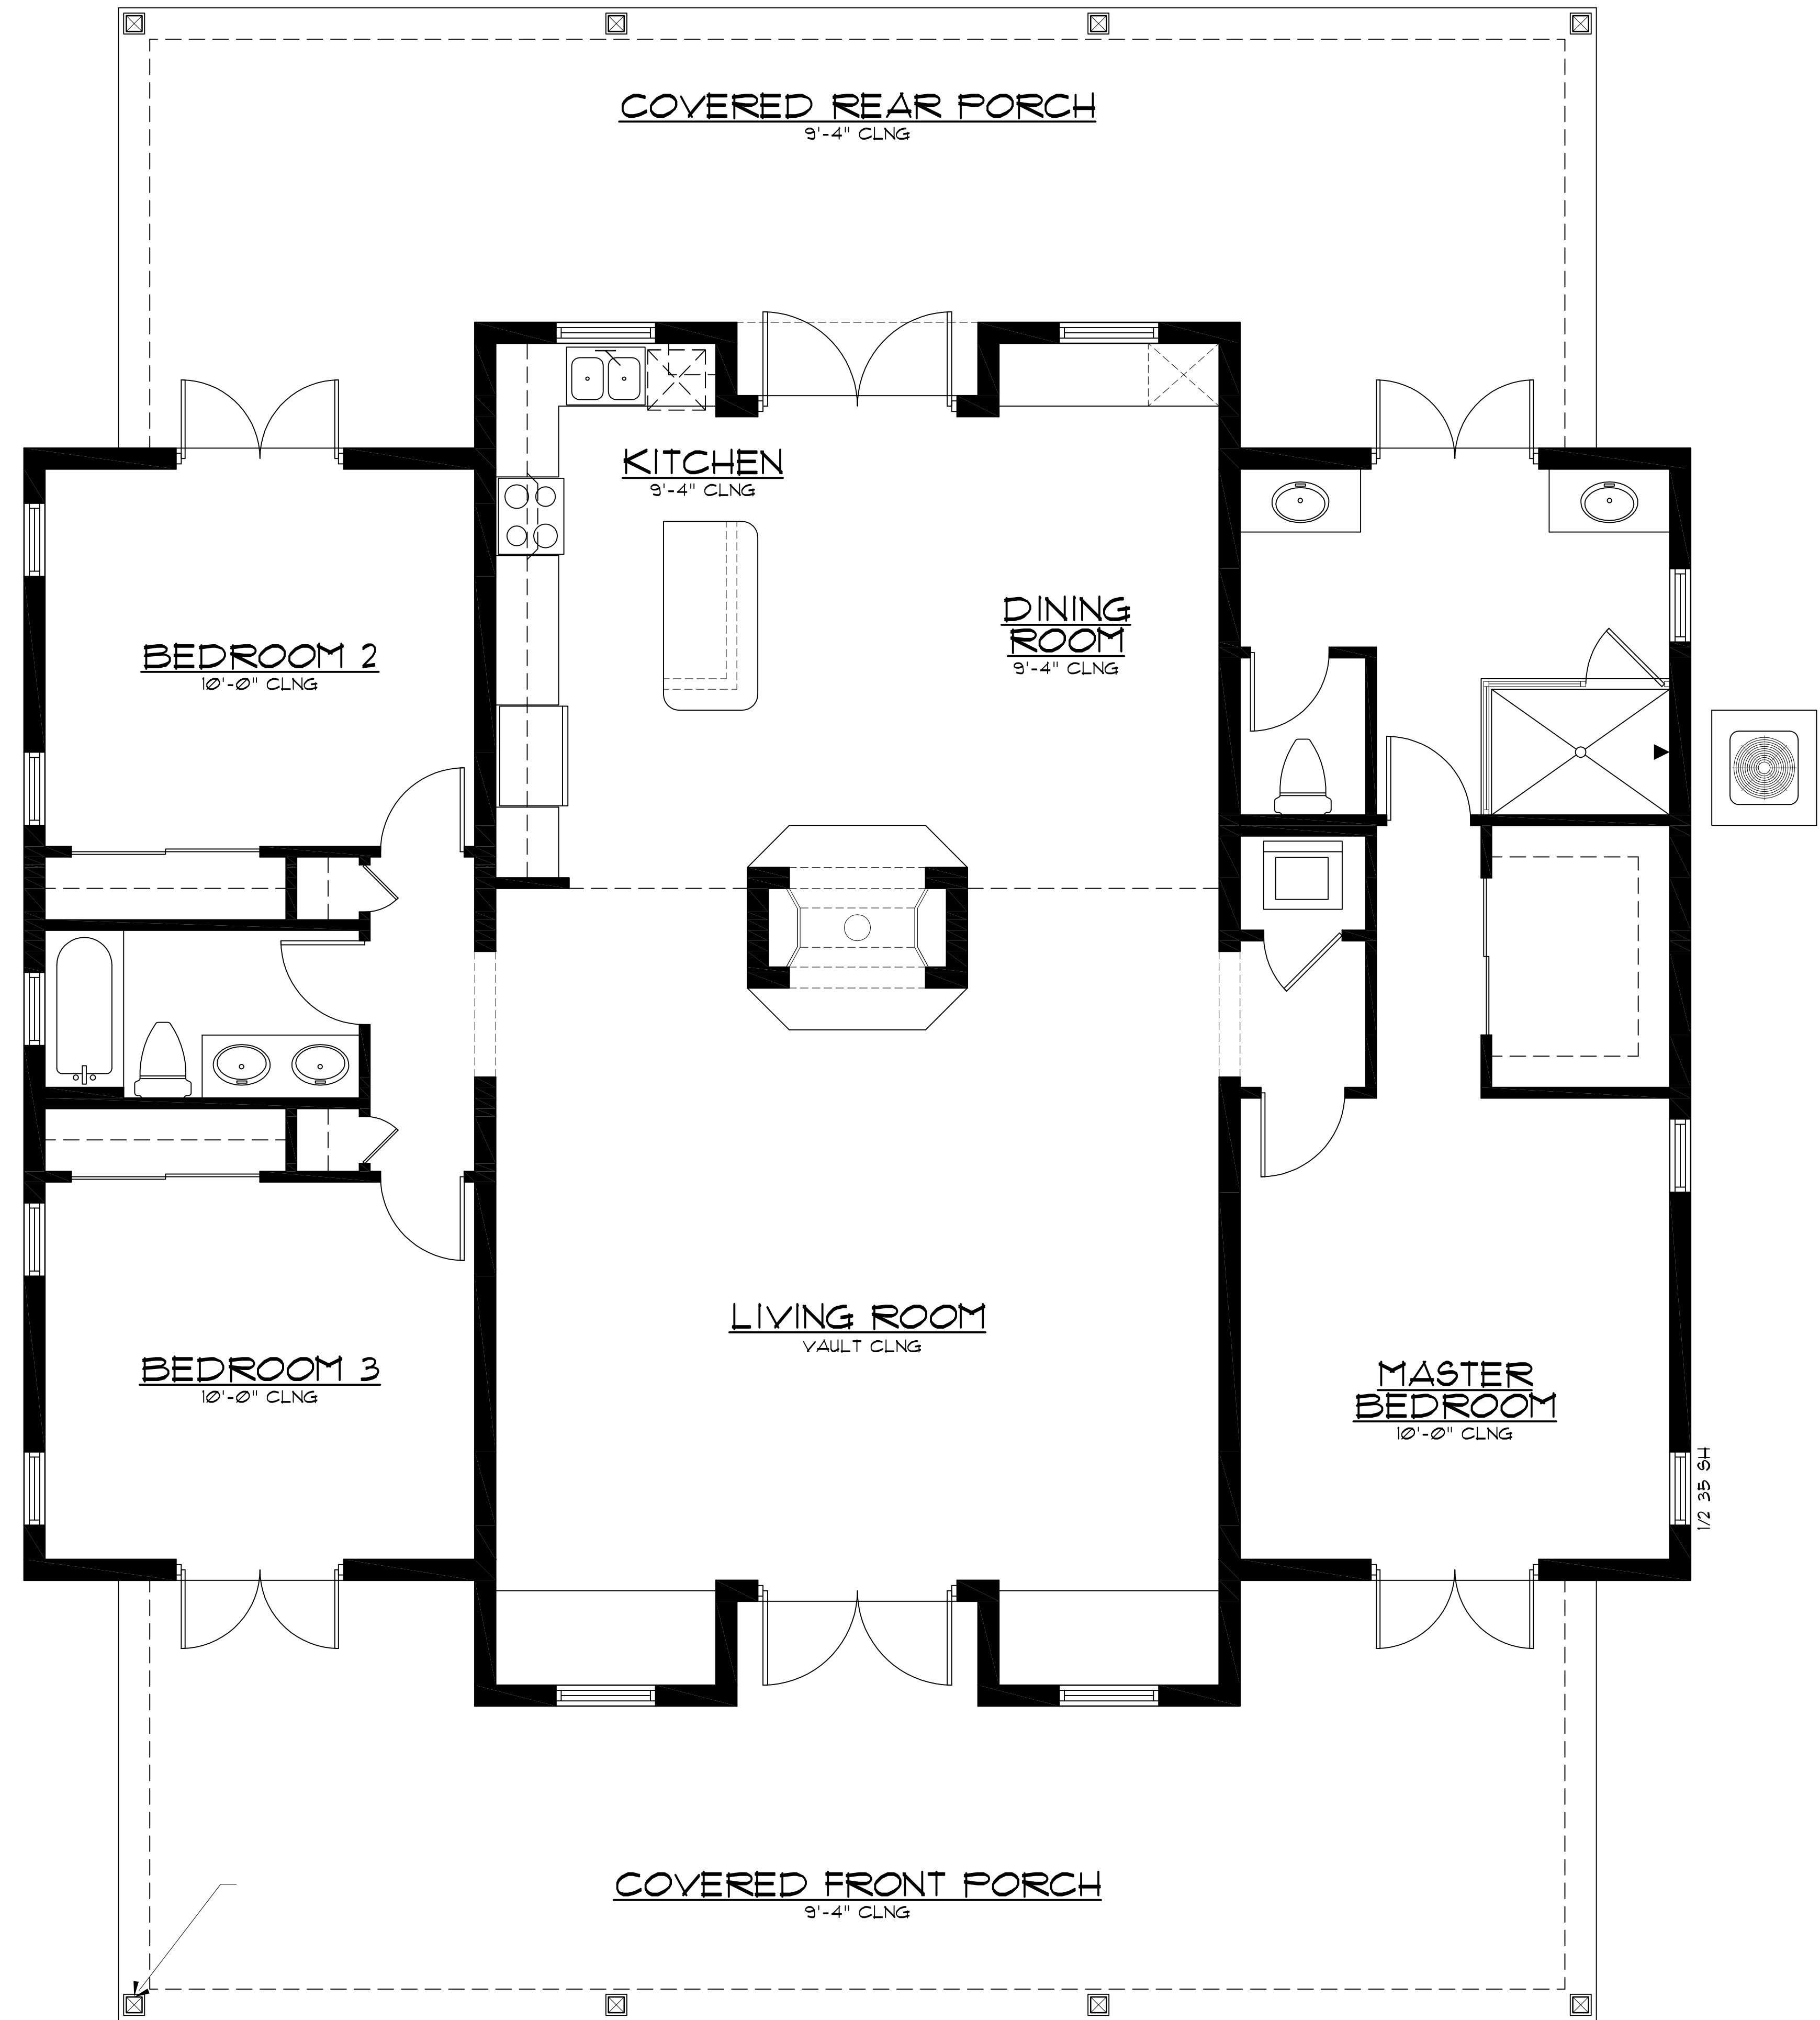 COVERED REAR PORCH
9'-4" CLNG
KITCHEN
9'-4" CLNG
DINING
ROOM
9'-4" CLNG
BEDROOM 2
10'-0" CLNG
LIVING ROOM
VAULT CLNG
BEDROOM 3
10'-0" CLNG
MASTER
BEDROOM
10'-0" CLNG
1/2 35 SH
COVERED FRONT PORCH
9'-4" CLNG